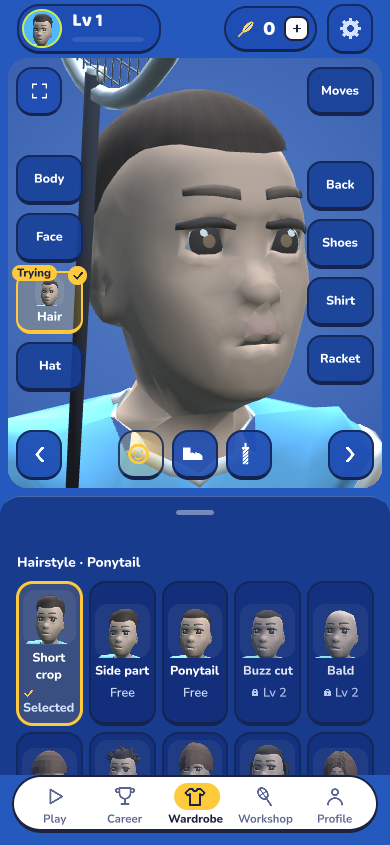 Lv 1
0
+
Moves
Body
Back
Face
Shoes
Trying
Hair
Shirt
Hat
Racket
Hairstyle · Ponytail
Short crop
Selected
Side part
Free
Ponytail
Free
Buzz cut
Lv 2
Bald
Lv 2
Play
Career
Wardrobe
Workshop
Profile